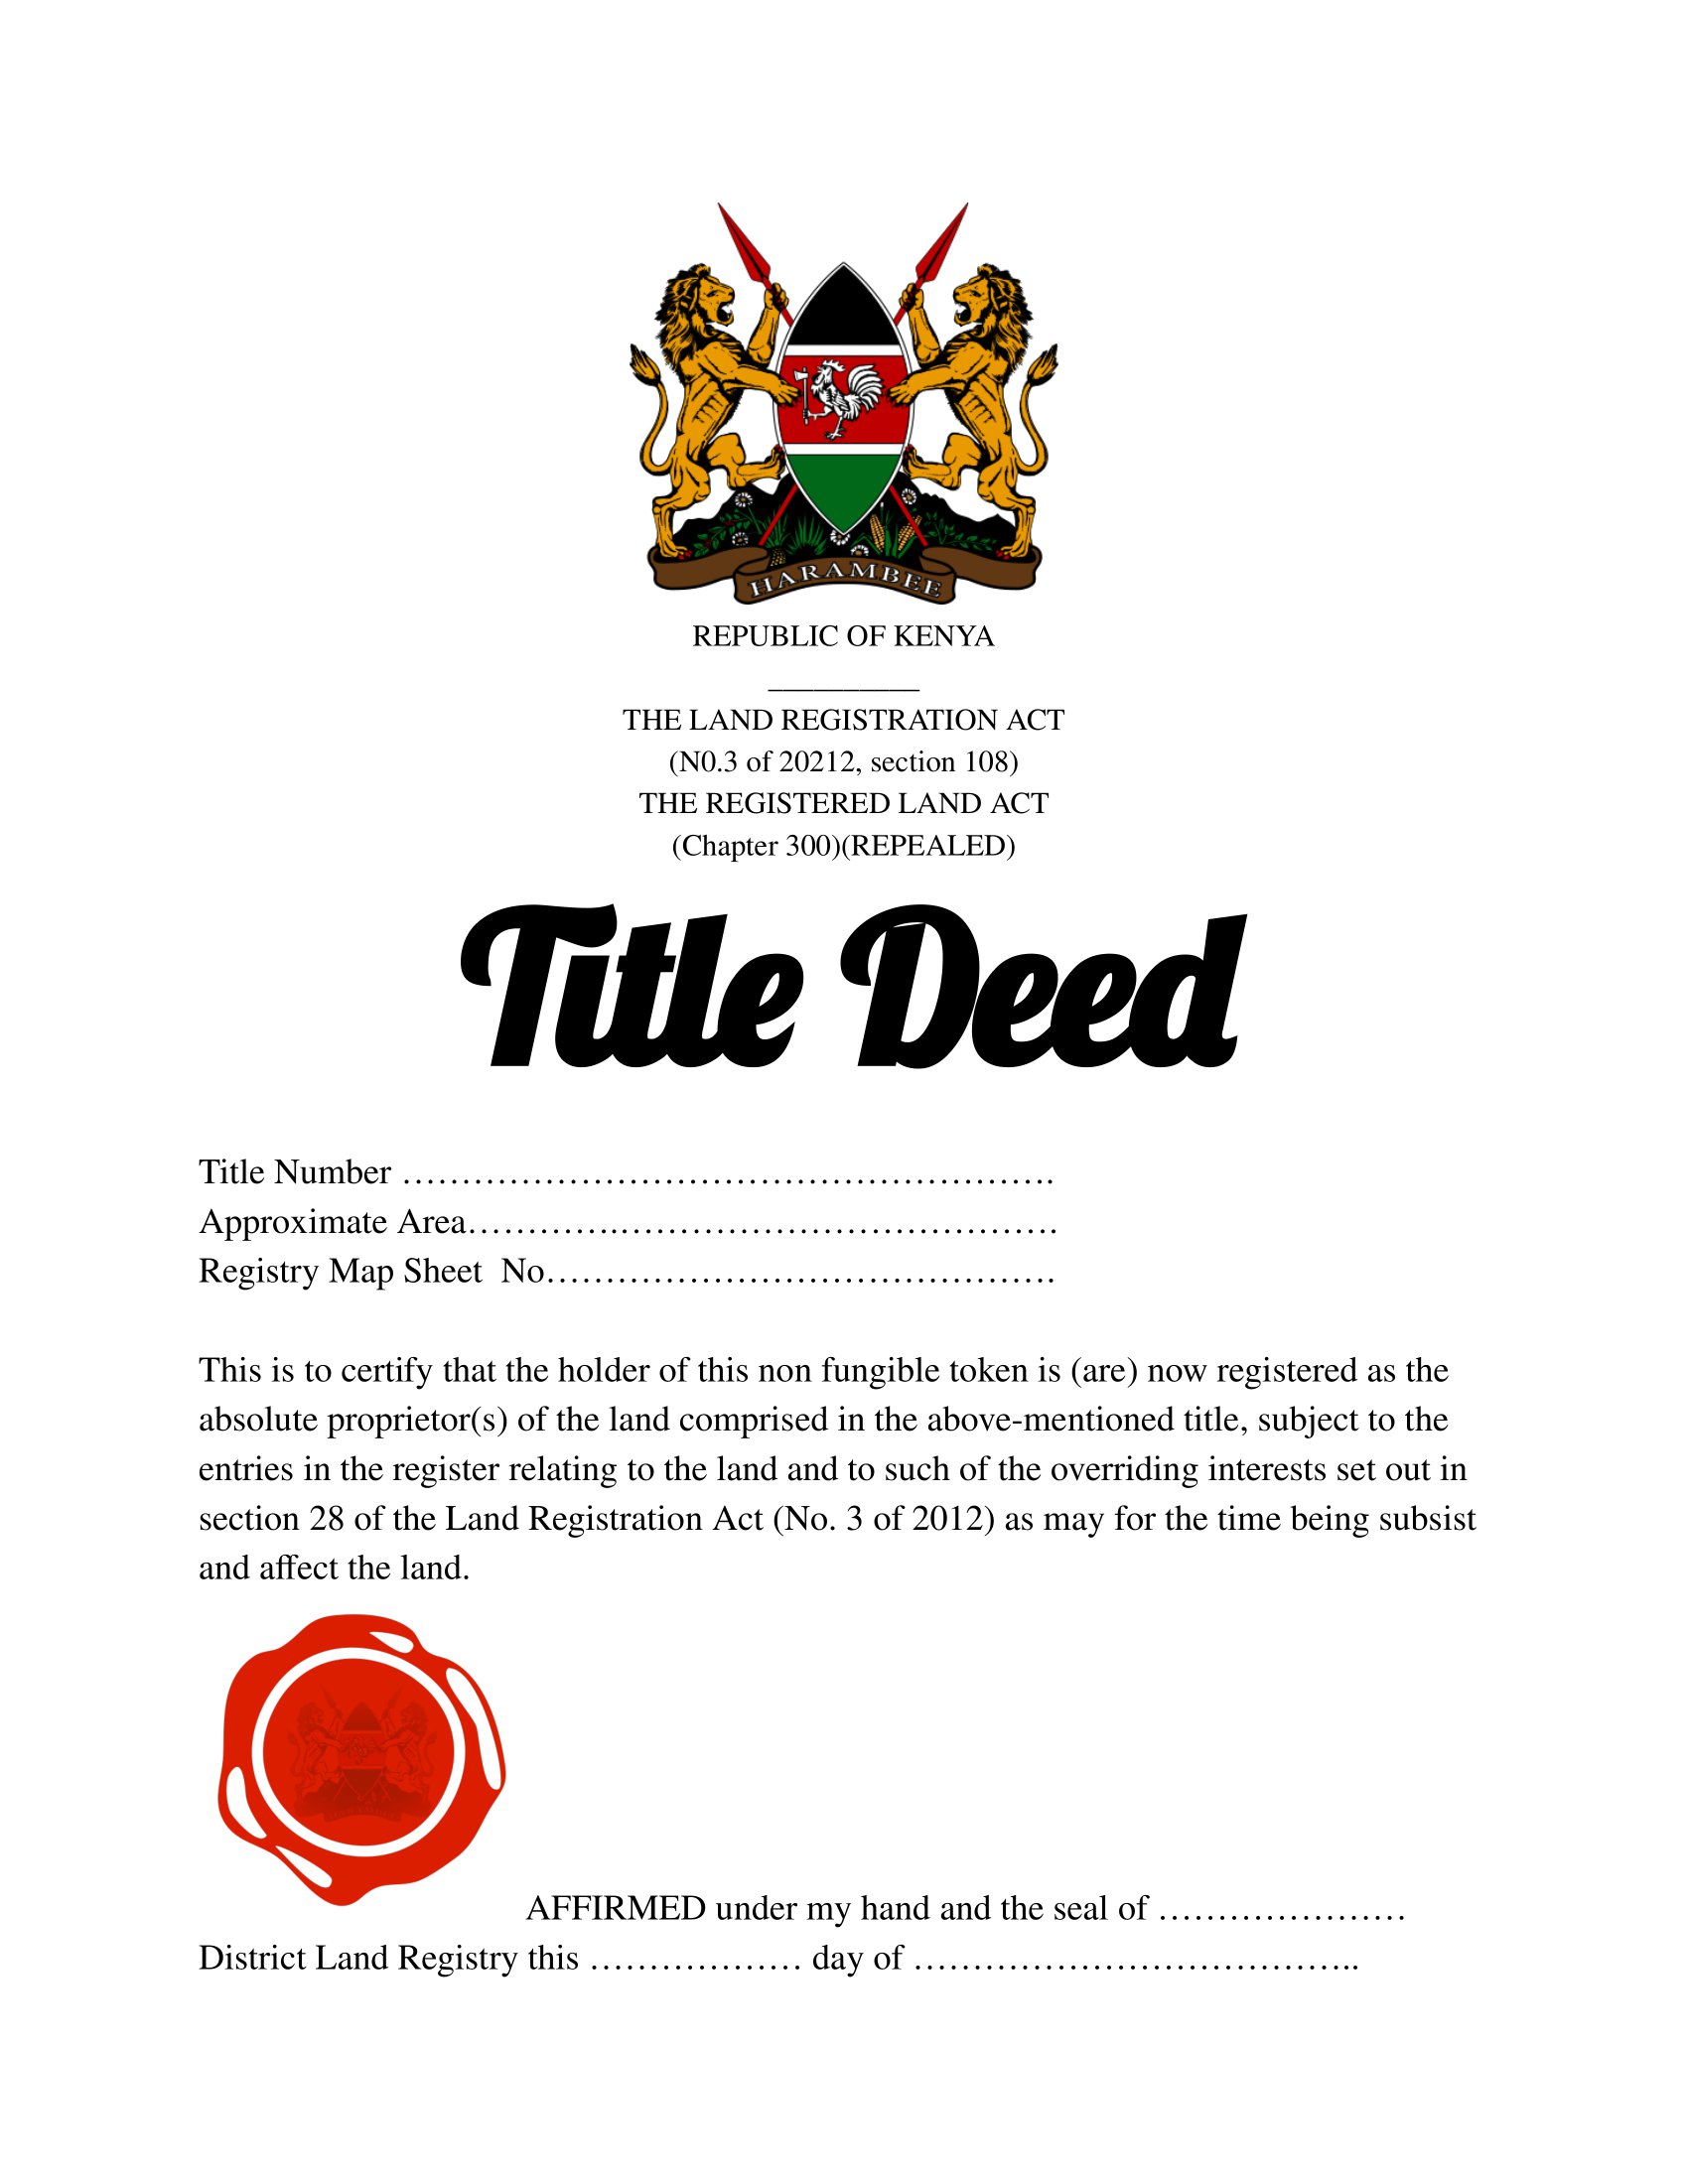 HARAMBEE
REPUBLIC OF KENYA
__________
THE LAND REGISTRATION ACT
(N0.3 of 20212, section 108)
THE REGISTERED LAND ACT
(Chapter 300)(REPEALED)
Title Deed
Title Number ……………………………………………….
Approximate Area………….……………………………….
Registry Map Sheet  No…………………………………….
This is to certify that the holder of this non fungible token is (are) now registered as the
absolute proprietor(s) of the land comprised in the above-mentioned title, subject to the
entries in the register relating to the land and to such of the overriding interests set out in
section 28 of the Land Registration Act (No. 3 of 2012) as may for the time being subsist
and affect the land.
AFFIRMED under my hand and the seal of …………………
District Land Registry this ……………… day of ………………………………..